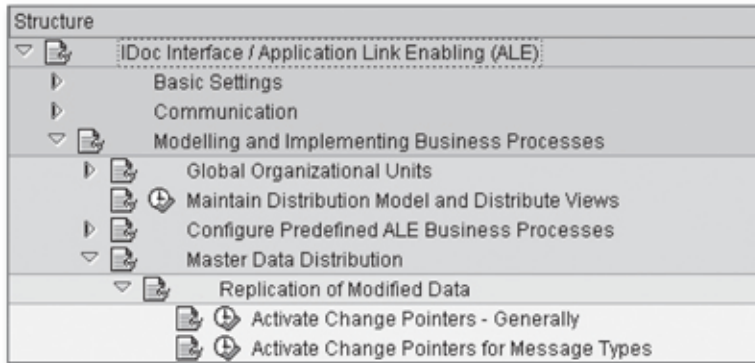 Structure
IDoc Interface / Application Link Enabling (ALE)
Basic Settings
Communication
Modelling and Implementing Business Processes
Global Organizational Units
Maintain Distribution Model and Distribute Views
Configure Predefined ALE Business Processes
Master Data Distribution
Replication of Modified Data
Activate Change Pointers - Generally
Activate Change Pointers for Message Types